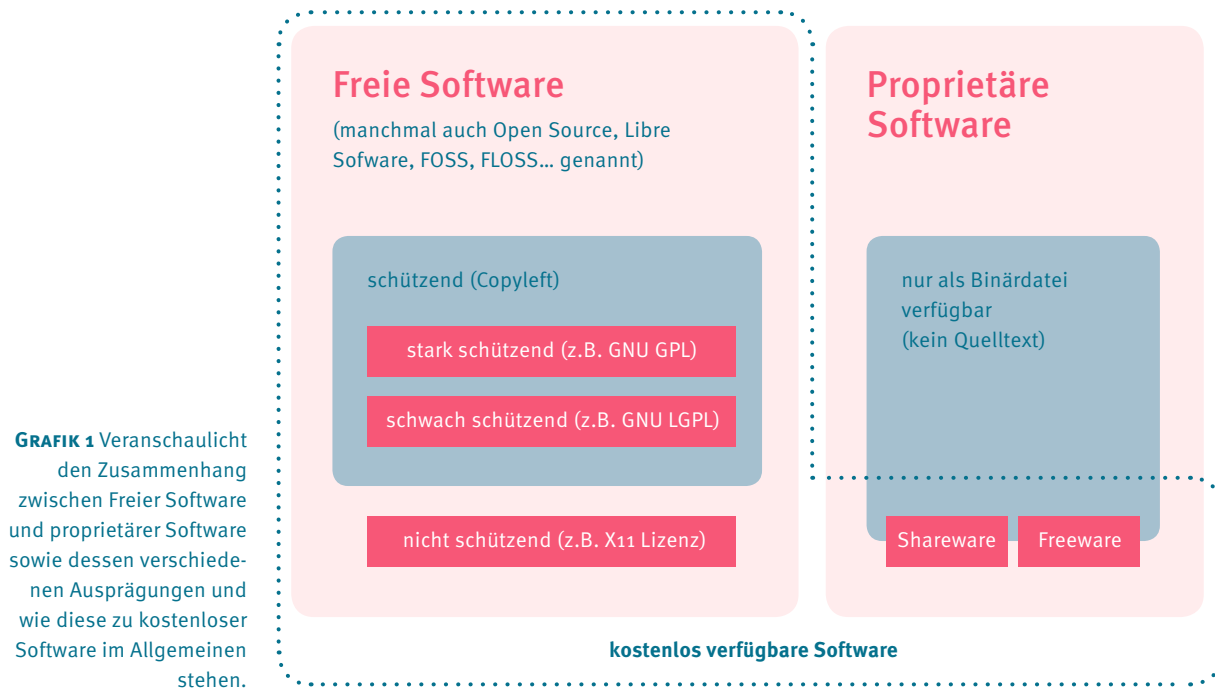 Freie Software
(manchmal auch Open Source, Libre
Sofware, FOSS, FLOSS... genannt)
schützend (Copyleft)
stark schützend (z.B. GNU GPL)
schwach schützend (z.B. GNU LGPL)
nicht schützend (z.B. X11 Lizenz)
Proprietäre
Software
nur als Binärdatei
verfügbar
(kein Quelltext)
Shareware
Freeware
kostenlos verfügbare Software
GRAFIK 1 Veranschaulicht
den Zusammenhang
zwischen Freier Software
und proprietärer Software
sowie dessen verschiede-
nen Ausprägungen und
wie diese zu kostenloser
Software im Allgemeinen
stehen.